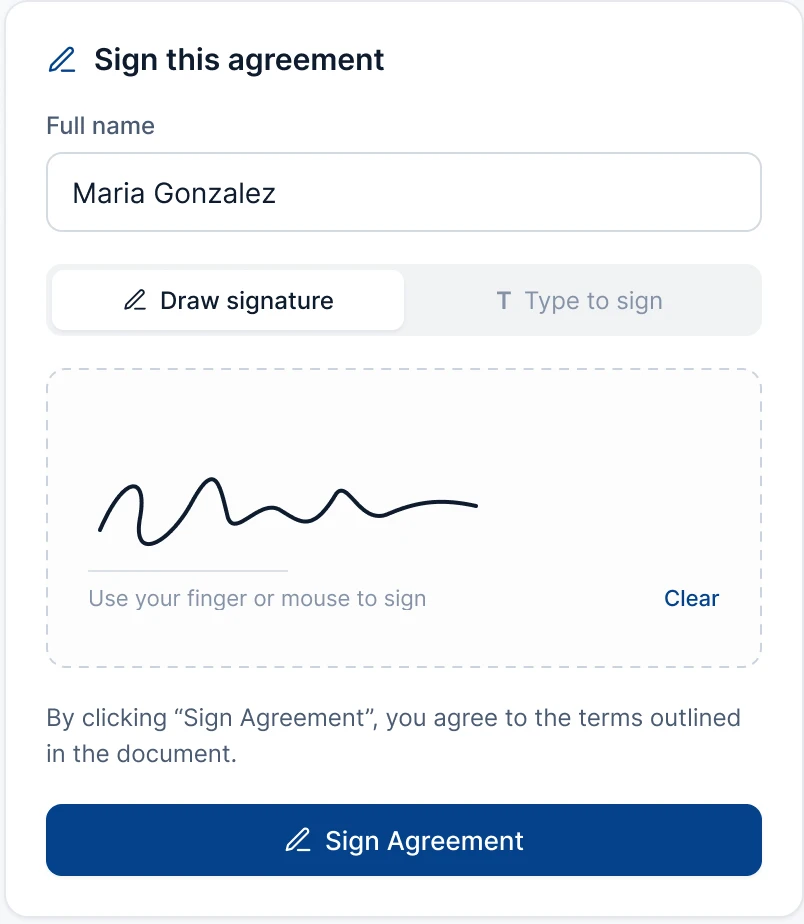 Sign this agreement
Full name
Maria Gonzalez
Draw signature
T Type to sign
Use your finger or mouse to sign
Clear
By clicking “Sign Agreement”, you agree to the terms outlined
in the document.
Sign Agreement